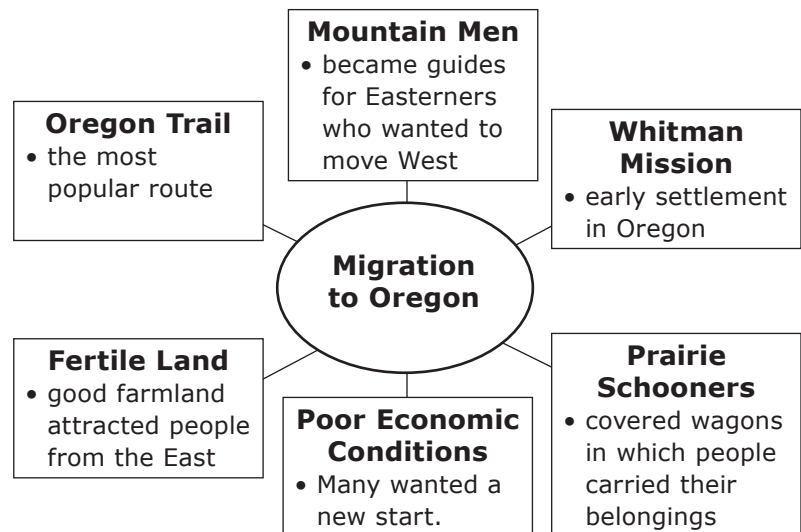 Mountain Men
• became guides
for Easterners
who wanted to
move West
Oregon Trail
• the most
popular route
Whitman
Mission
• early settlement
in Oregon
Migration
to Oregon
Fertile Land
• good farmland
attracted people
from the East
Poor Economic
Conditions
• Many wanted a
new start.
Prairie
Schooners
• covered wagons
in which people
carried their
belongings